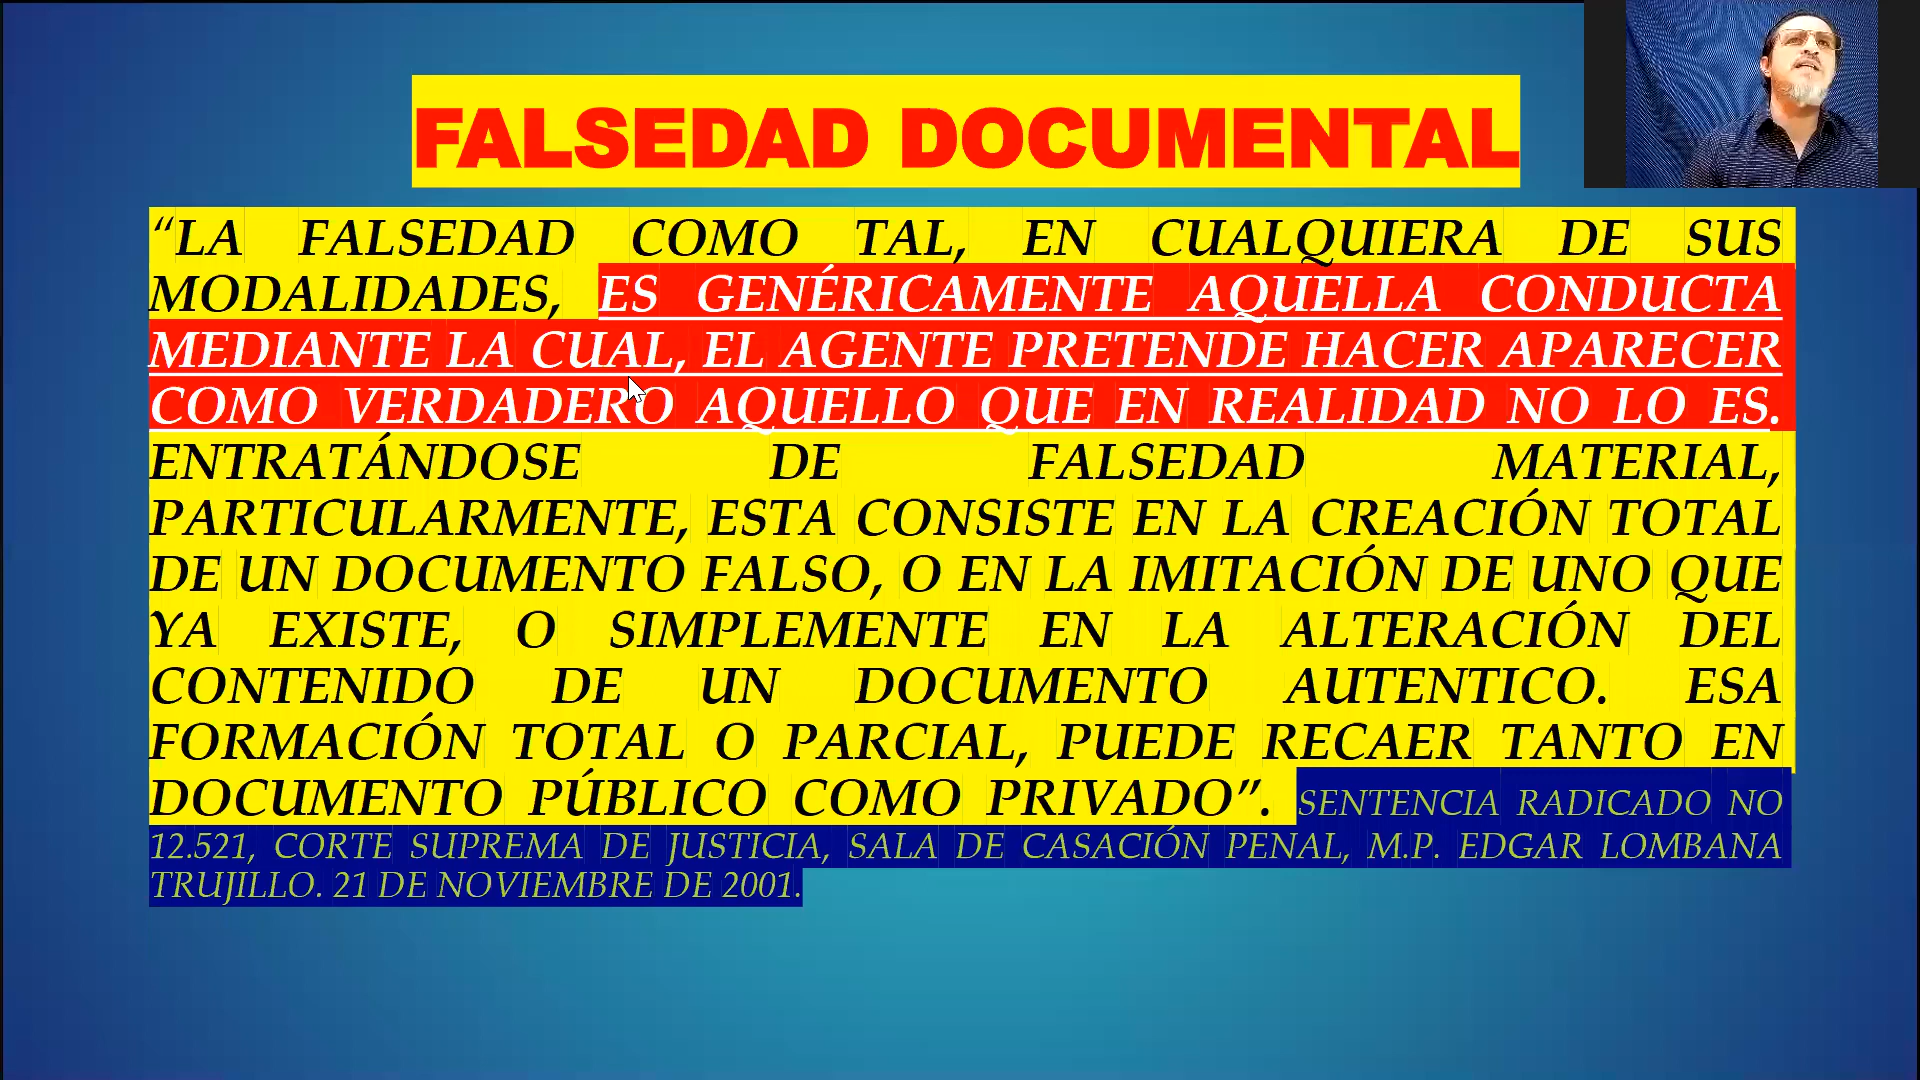 FALSEDAD DOCUMENTAL
“LA FALSEDAD COMO TAL, EN CUALQUIERA DE SUS
MODALIDADES, ES GENÉRICAMENTE AQUELLA CONDUCTA
MEDIANTE LA CUAL, EL AGENTE PRETENDE HACER APARECER
COMO VERDADERO AQUELLO QUE EN REALIDAD NO LO ES.
ENTRATÁNDOSE DE FALSEDAD MATERIAL,
PARTICULARMENTE, ESTA CONSISTE EN LA CREACIÓN TOTAL
DE UN DOCUMENTO FALSO, O EN LA IMITACIÓN DE UNO QUE
YA EXISTE, O SIMPLEMENTE EN LA ALTERACIÓN DEL
CONTENIDO DE UN DOCUMENTO AUTENTICO. ESA
FORMACIÓN TOTAL O PARCIAL, PUEDE RECAER TANTO EN
DOCUMENTO PÚBLICO COMO PRIVADO”. SENTENCIA RADICADO NO
12.521, CORTE SUPREMA DE JUSTICIA, SALA DE CASACIÓN PENAL, M.P. EDGAR LOMBANA
TRUJILLO. 21 DE NOVIEMBRE DE 2001.